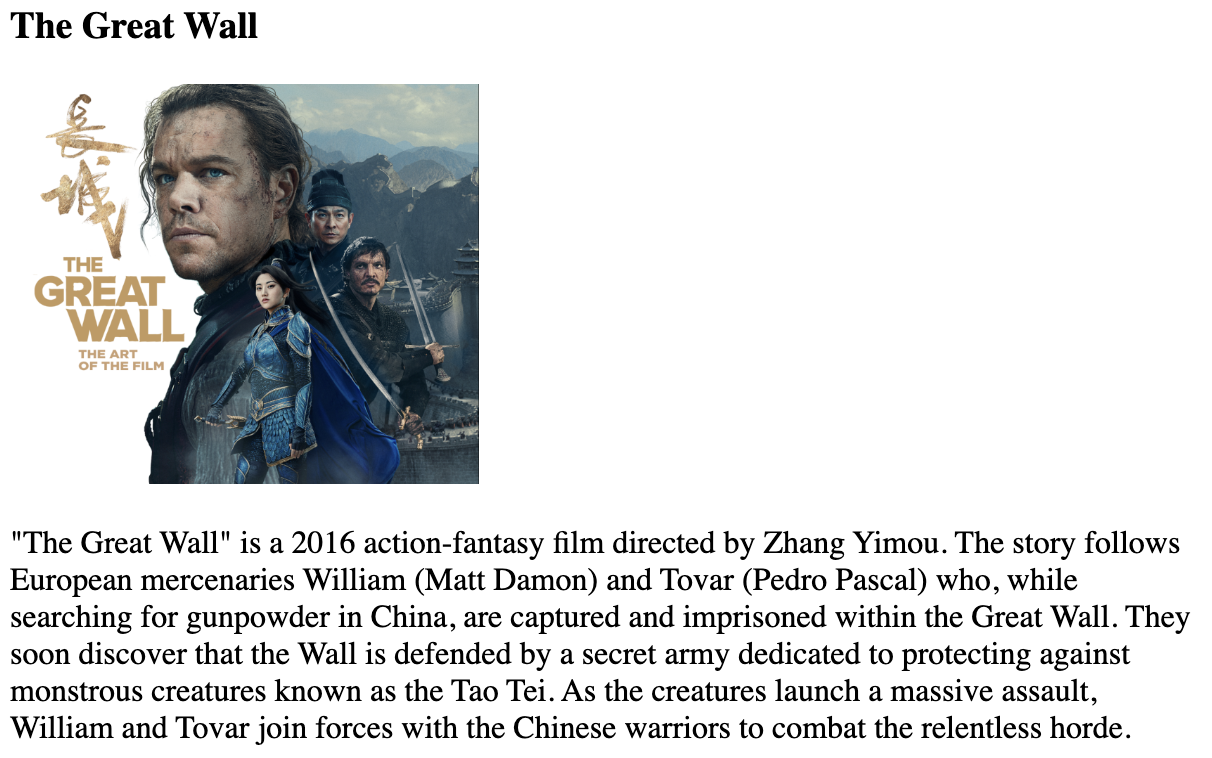 The Great Wall
長
城
THE
GREAT
WALL
THE ART
OF THE FILM
"The Great Wall" is a 2016 action-fantasy film directed by Zhang Yimou. The story follows
European mercenaries William (Matt Damon) and Tovar (Pedro Pascal) who, while
searching for gunpowder in China, are captured and imprisoned within the Great Wall. They
soon discover that the Wall is defended by a secret army dedicated to protecting against
monstrous creatures known as the Tao Tei. As the creatures launch a massive assault,
William and Tovar join forces with the Chinese warriors to combat the relentless horde.